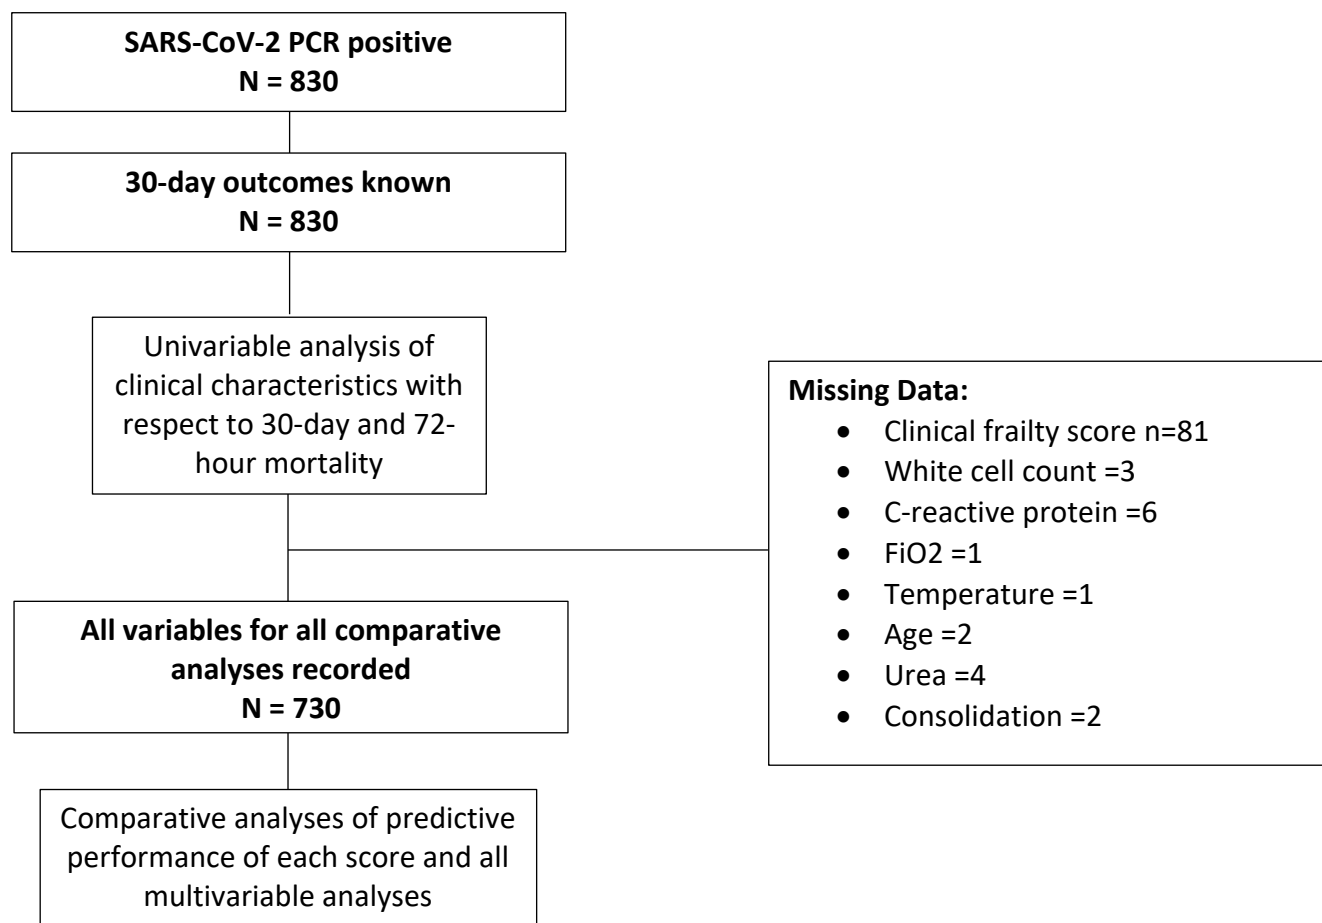 SARS-CoV-2 PCR positive
N = 830
30-day outcomes known
N = 830
Univariable analysis of
clinical characteristics with
respect to 30-day and 72-
hour mortality
Missing Data:
• Clinical frailty score n=81
• White cell count =3
• C-reactive protein =6
• FiO2 =1
• Temperature =1
• Age =2
• Urea =4
• Consolidation =2
All variables for all comparative
analyses recorded
N = 730
Comparative analyses of predictive
performance of each score and all
multivariable analyses